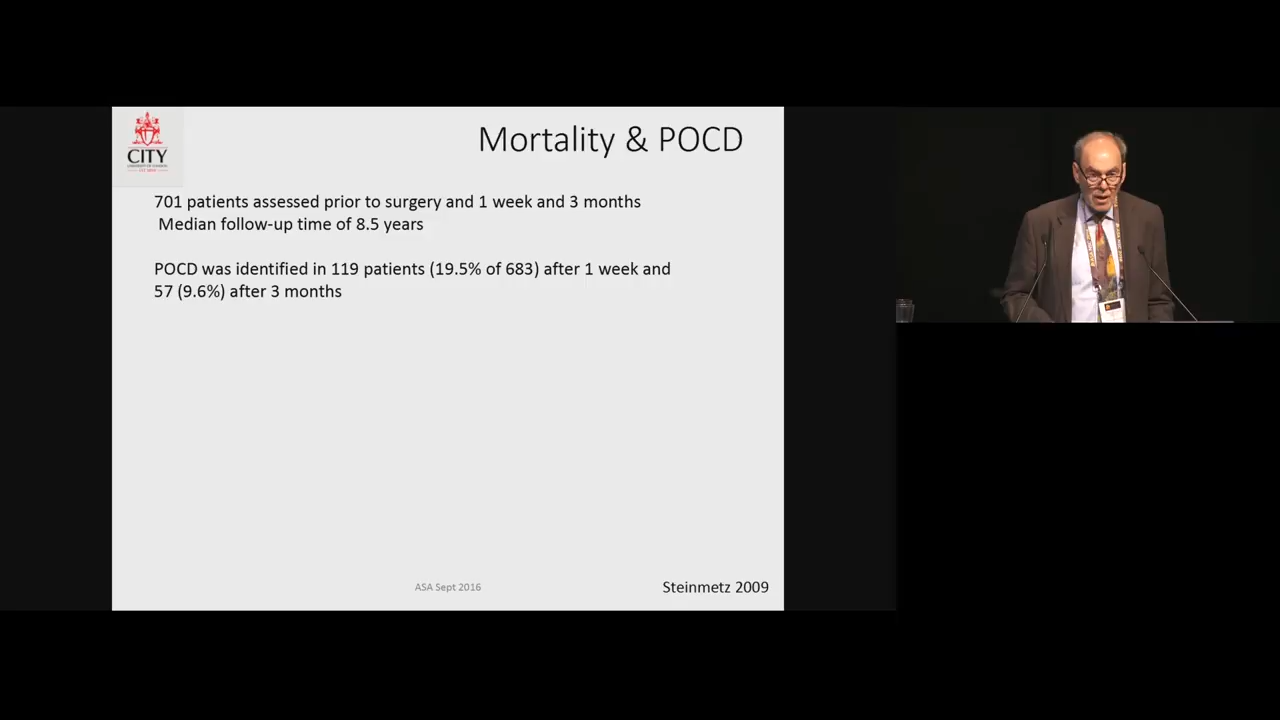 CITY
Mortality & POCD
701 patients assessed prior to surgery and 1 week and 3 months
Median follow-up time of 8.5 years
POCD was identified in 119 patients (19.5% of 683) after 1 week and
57 (9.6%) after 3 months
ASA Sept 2016
Steinmetz 2009